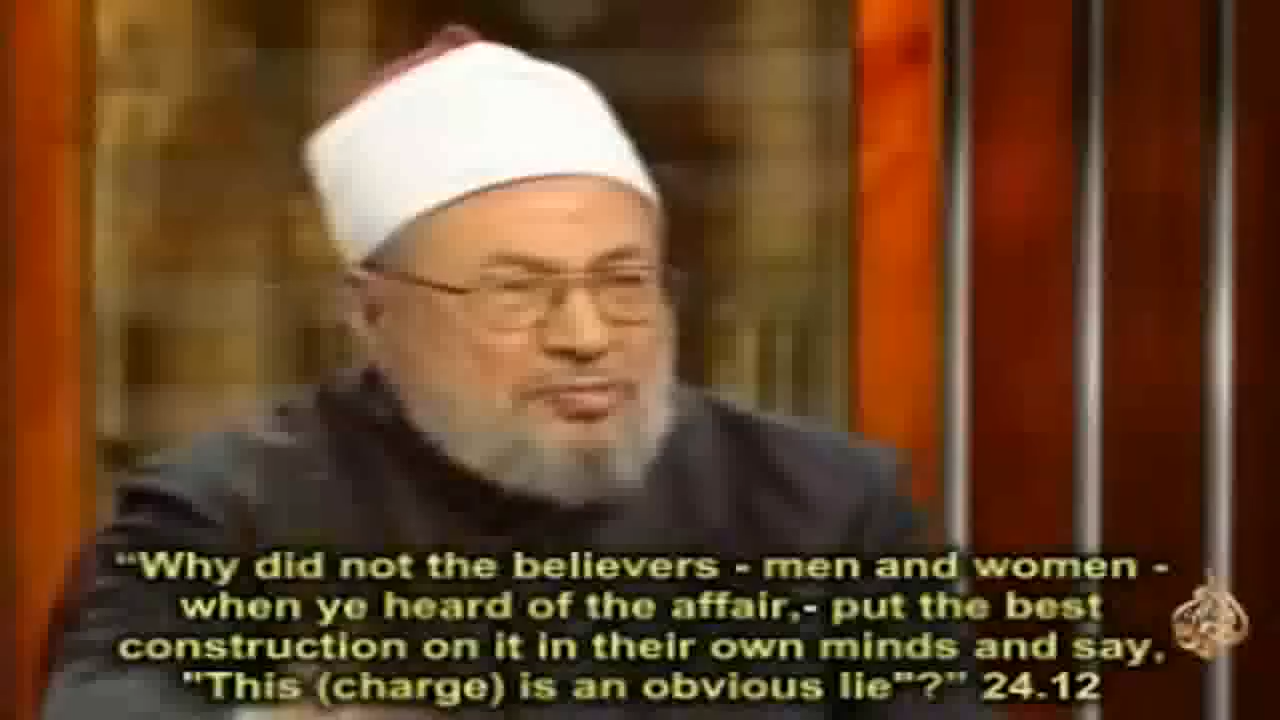 "Why did not the believers - men and women -
when ye heard of the affair,- put the best
construction on it in their own minds and say,
"This (charge) is an obvious lie"?" 24.12